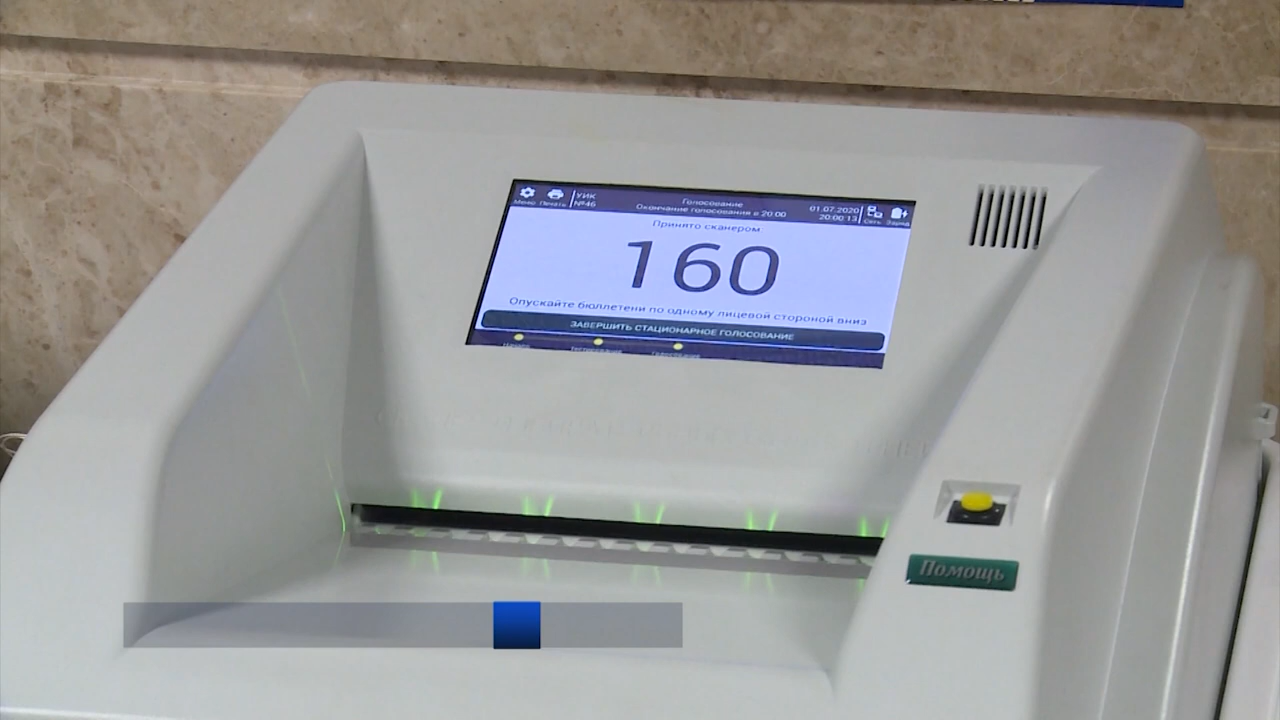 Меню Печать УИК №46
Голосование
Окончание голосования в 20:00
01.07.2020
20:00:13
Сеть Заряд
Принято сканером
160
Опускайте бюллетени по одному лицевой стороной вниз
ЗАВЕРШИТЬ СТАЦИОНАРНОЕ ГОЛОСОВАНИЕ
Помощь